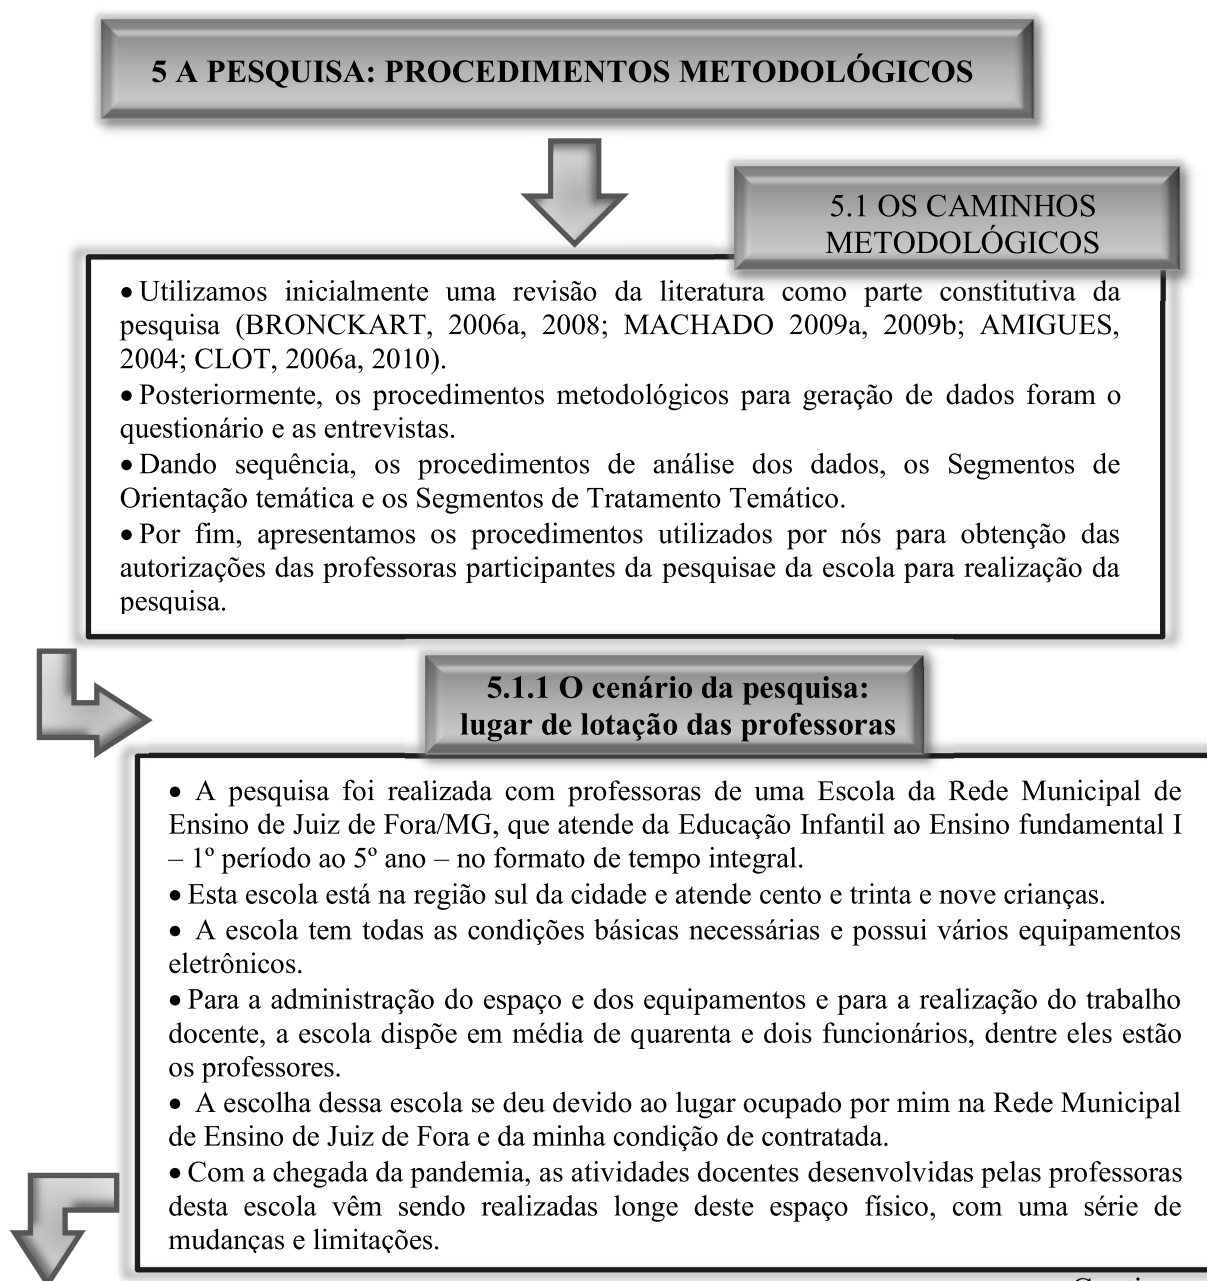 5 A PESQUISA: PROCEDIMENTOS METODOLÓGICOS
5.1 OS CAMINHOS
METODOLÓGICOS
• Utilizamos inicialmente uma revisão da literatura como parte constitutiva da
pesquisa (BRONCKART, 2006a, 2008; MACHADO 2009a, 2009b; AMIGUES,
2004; CLOT, 2006a, 2010).
• Posteriormente, os procedimentos metodológicos para geração de dados foram o
questionário e as entrevistas.
• Dando sequência, os procedimentos de análise dos dados, os Segmentos de
Orientação temática e os Segmentos de Tratamento Temático.
• Por fim, apresentamos os procedimentos utilizados por nós para obtenção das
autorizações das professoras participantes da pesquisae da escola para realização da
pesquisa.
5.1.1 O cenário da pesquisa:
lugar de lotação das professoras
• A pesquisa foi realizada com professoras de uma Escola da Rede Municipal de
Ensino de Juiz de Fora/MG, que atende da Educação Infantil ao Ensino fundamental I
– 1º período ao 5º ano – no formato de tempo integral.
• Esta escola está na região sul da cidade e atende cento e trinta e nove crianças.
• A escola tem todas as condições básicas necessárias e possui vários equipamentos
eletrônicos.
• Para a administração do espaço e dos equipamentos e para a realização do trabalho
docente, a escola dispõe em média de quarenta e dois funcionários, dentre eles estão
os professores.
• A escolha dessa escola se deu devido ao lugar ocupado por mim na Rede Municipal
de Ensino de Juiz de Fora e da minha condição de contratada.
• Com a chegada da pandemia, as atividades docentes desenvolvidas pelas professoras
desta escola vêm sendo realizadas longe deste espaço físico, com uma série de
mudanças e limitações.